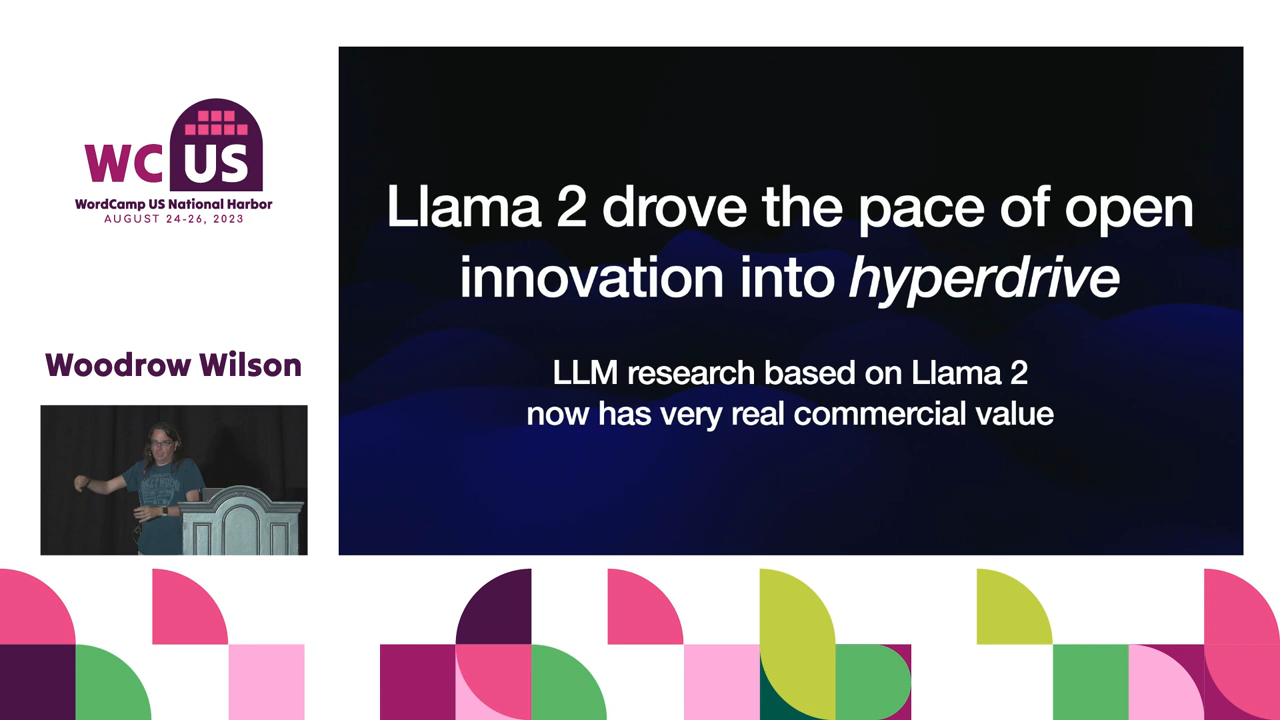 WC US
WordCamp US National Harbor
AUGUST 24-26, 2023
Woodrow Wilson
Llama 2 drove the pace of open
innovation into hyperdrive
LLM research based on Llama 2
now has very real commercial value